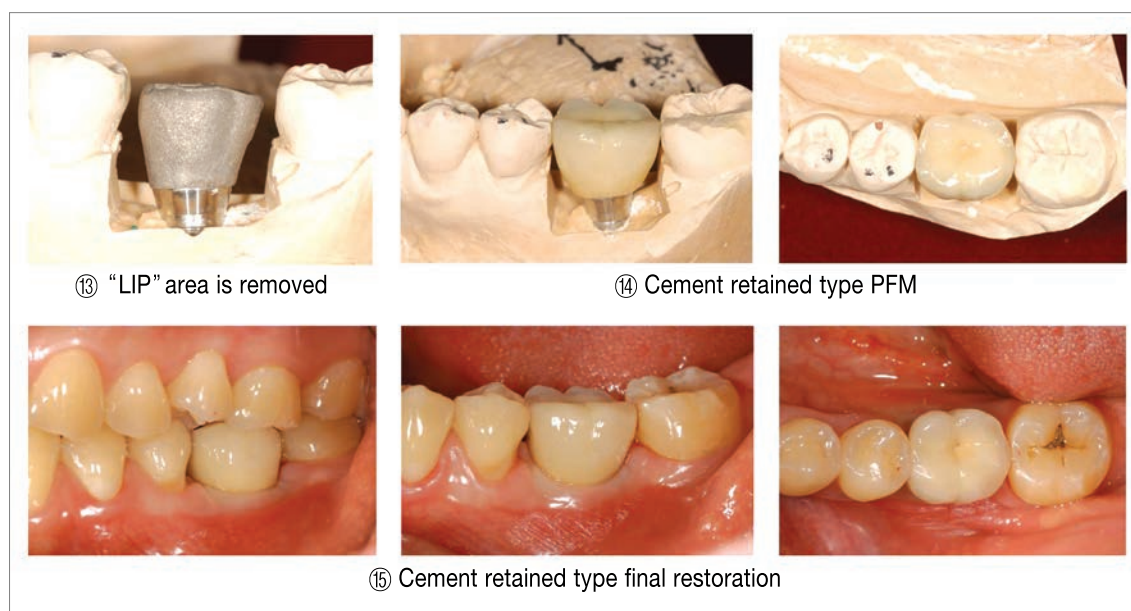 ⑬ “LIP” area is removed
⑭ Cement retained type PFM
⑮ Cement retained type final restoration